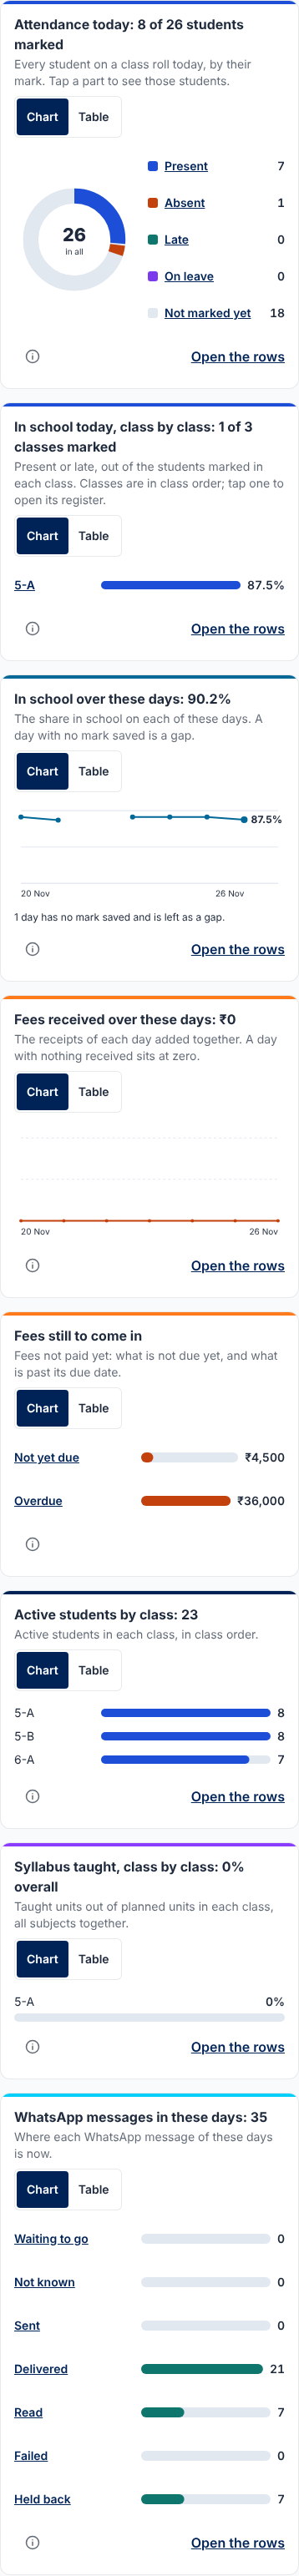 Attendance today: 8 of 26 students
marked
Every student on a class roll today, by their
mark. Tap a part to see those students.
Chart Table
26
in all
Present 7
Absent 1
Late 0
On leave 0
Not marked yet 18
Open the rows
In school today, class by class: 1 of 3
classes marked
Present or late, out of the students marked in
each class. Classes are in class order; tap one to
open its register.
Chart Table
5-A 87.5%
Open the rows
In school over these days: 90.2%
The share in school on each of these days. A
day with no mark saved is a gap.
Chart Table
87.5%
20 Nov 26 Nov
1 day has no mark saved and is left as a gap.
Open the rows
Fees received over these days: ₹0
The receipts of each day added together. A day
with nothing received sits at zero.
Chart Table
20 Nov 26 Nov
Open the rows
Fees still to come in
Fees not paid yet: what is not due yet, and what
is past its due date.
Chart Table
Not yet due ₹4,500
Overdue ₹36,000
Active students by class: 23
Active students in each class, in class order.
Chart Table
5-A 8
5-B 8
6-A 7
Open the rows
Syllabus taught, class by class: 0%
overall
Taught units out of planned units in each class,
all subjects together.
Chart Table
5-A 0%
Open the rows
WhatsApp messages in these days: 35
Where each WhatsApp message of these days
is now.
Chart Table
Waiting to go 0
Not known 0
Sent 0
Delivered 21
Read 7
Failed 0
Held back 7
Open the rows